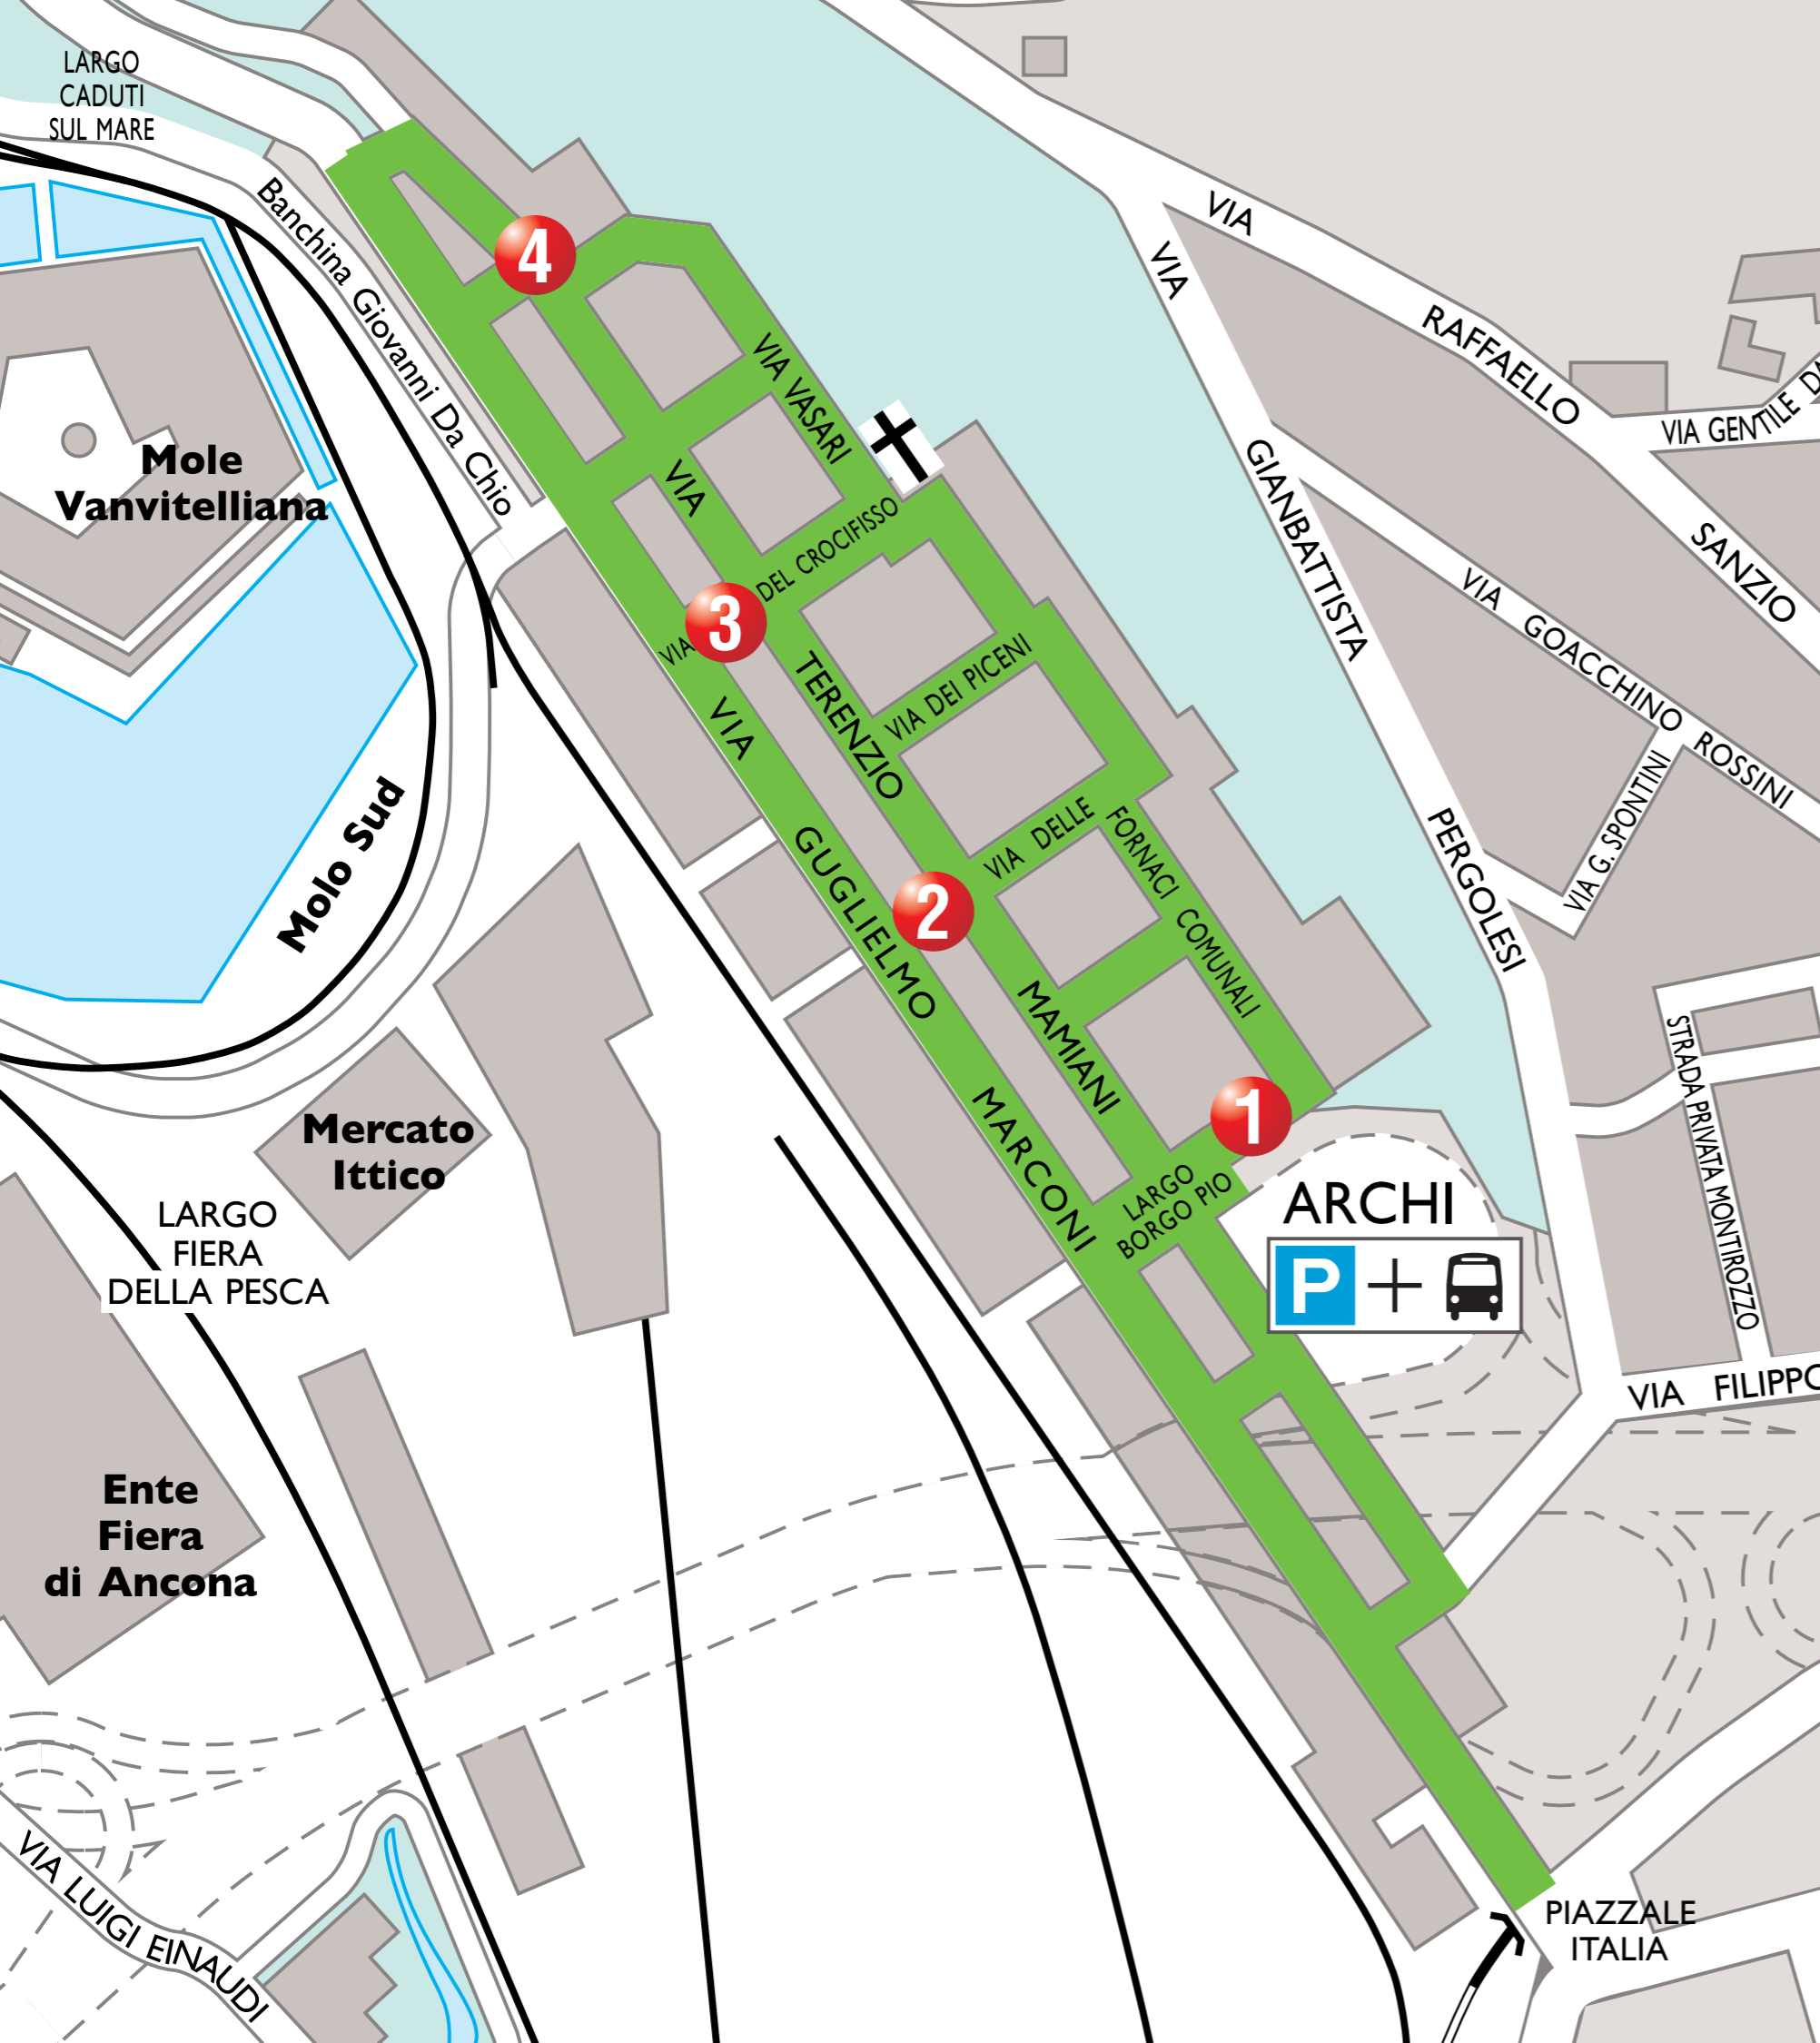 LARGO
CADUTI
SUL MARE
Banchina Giovanni Da Chio
Mole
Vanvitelliana
Molo Sud
4
VIA VASARI
VIA
RAFFAELLO
SANZIO
VIA GENTILE
VIA
GIANBATTISTA
PERGOLESI
VIA GOACCHINO ROSSINI
VIA G. SPONTINI
VIA
TERENZIO
MAMIANI
VIA
DEL CROCIFISSO
3
VIA DEI PICENI
VIA
GUGLIELMO
MARCONI
VIA DELLE
FORNACI COMUNALI
2
1
STRADA PRIVATA MONTIROZZO
Mercato
Ittico
LARGO
FIERA
DELLA PESCA
LARGO
BORGO PIO
ARCHI
P +
VIA FILIPPO
Ente
Fiera
di Ancona
VIA LUIGI EINAUDI
PIAZZALE
ITALIA